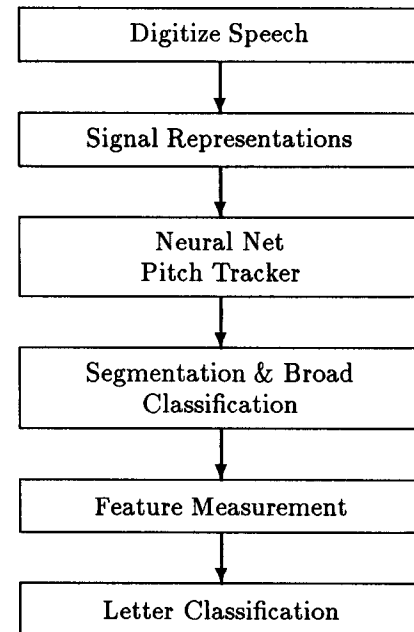 Digitize Speech
Signal Representations
Neural Net
Pitch Tracker
Segmentation & Broad
Classification
Feature Measurement
Letter Classification